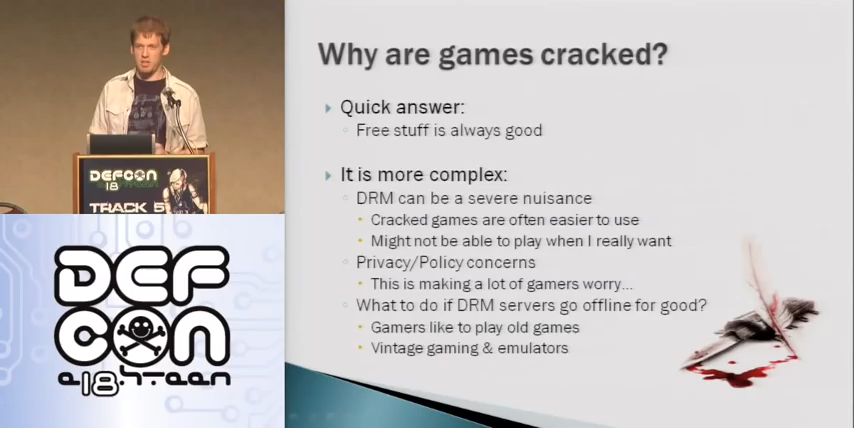 DEFCON
18
TRACK 5
DEF
CON
e18hteen
Why are games cracked?
Quick answer:
Free stuff is always good
It is more complex:
DRM can be a severe nuisance
Cracked games are often easier to use
Might not be able to play when I really want
Privacy/Policy concerns
This is making a lot of gamers worry...
What to do if DRM servers go offline for good?
Gamers like to play old games
Vintage gaming & emulators